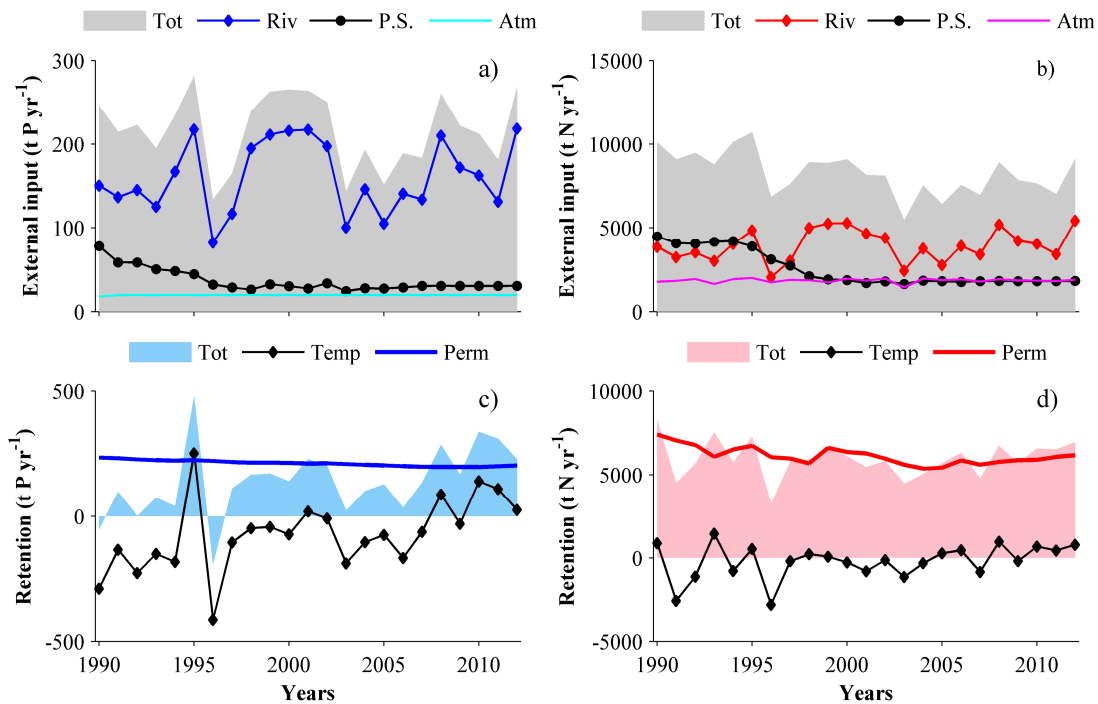 Tot Riv P.S. Atm
Tot Riv P.S. Atm
a)
External input (t P yr-1)
300
200
100
0
b)
External input (t N yr-1)
15000
10000
5000
0
Tot Temp Perm
Tot Temp Perm
c)
Retention (t P yr-1)
500
0
-500
1990 1995 2000 2005 2010
Years
d)
Retention (t N yr-1)
10000
5000
0
-5000
1990 1995 2000 2005 2010
Years